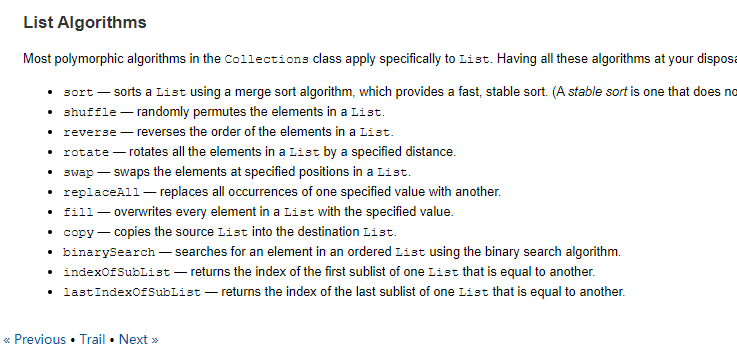 List Algorithms
Most polymorphic algorithms in the Collections class apply specifically to List. Having all these algorithms at your
• sort — sorts a List using a merge sort algorithm, which provides a fast, stable sort. (A stable sort is one that does
• shuffle — randomly permutes the elements in a List.
• reverse — reverses the order of the elements in a List.
• rotate — rotates all the elements in a List by a specified distance.
• swap — swaps the elements at specified positions in a List.
• replaceAll — replaces all occurrences of one specified value with another.
• fill — overwrites every element in a List with the specified value.
• copy — copies the source List into the destination List.
• binarySearch — searches for an element in an ordered List using the binary search algorithm.
• indexOfSubList — returns the index of the first sublist of one List that is equal to another.
• lastIndexOfSubList — returns the index of the last sublist of one List that is equal to another.
« Previous • Trail • Next »